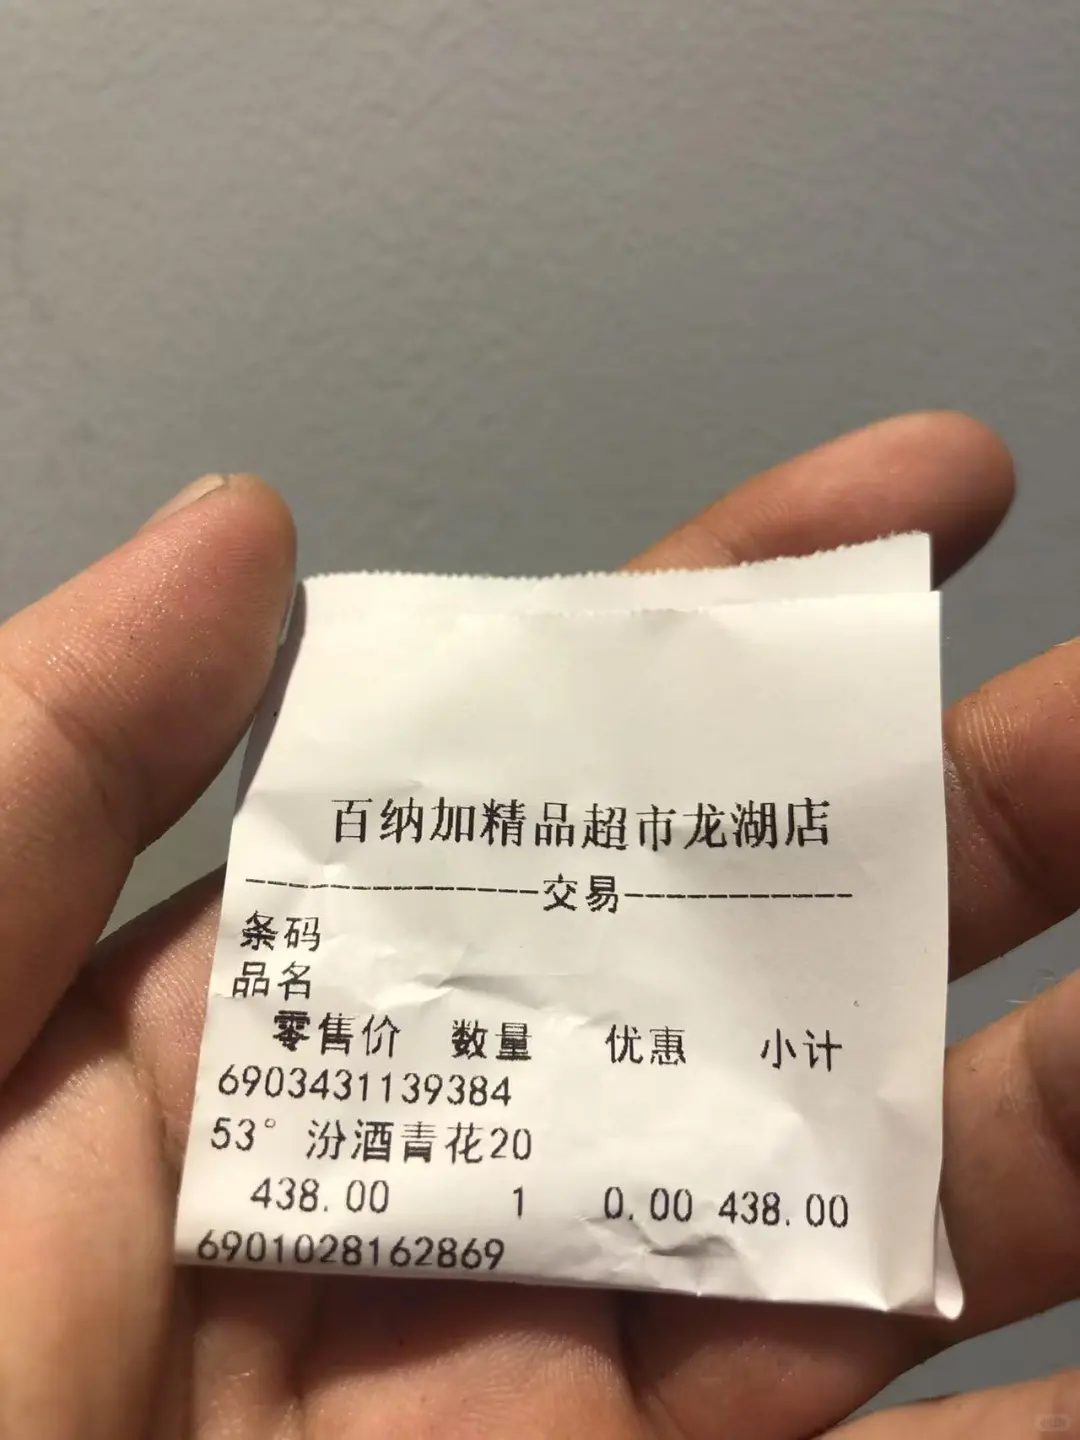 百纳加精品超市龙湖店
--------------交易-----------
条码
品名
零售价 数量 优惠 小计
6903431139384
53° 汾酒青花20
438.00 1 0.00 438.00
6901028162869